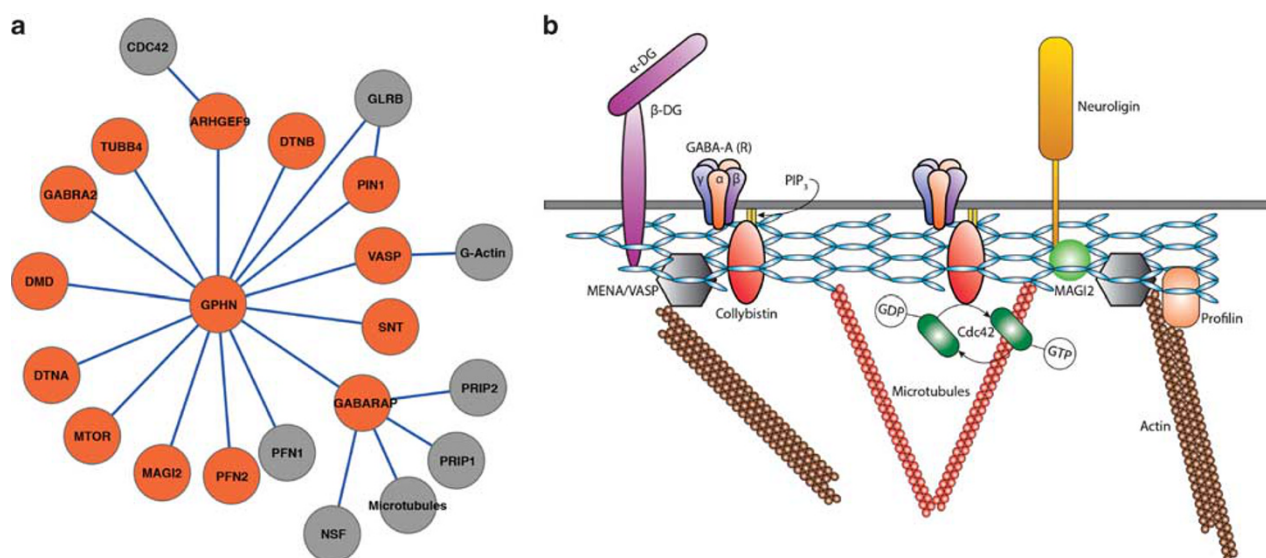 a
CDC42
ARHGEF9
GLRB
TUBB4
DTNB
GABRA2
PIN1
VASP
G-Actin
DMD
GPHN
SNT
DTNA
GABARAP
PRIP2
MTOR
MAGI2
PFN2
PFN1
PRIP1
Microtubules
NSF
b
α-DG
β-DG
GABA-A (R)
γ
α
β
PIP3
Neuroligin
MENA/VASP
Collybistin
GDP
Cdc42
GTP
MAGI2
Profilin
Microtubules
Actin